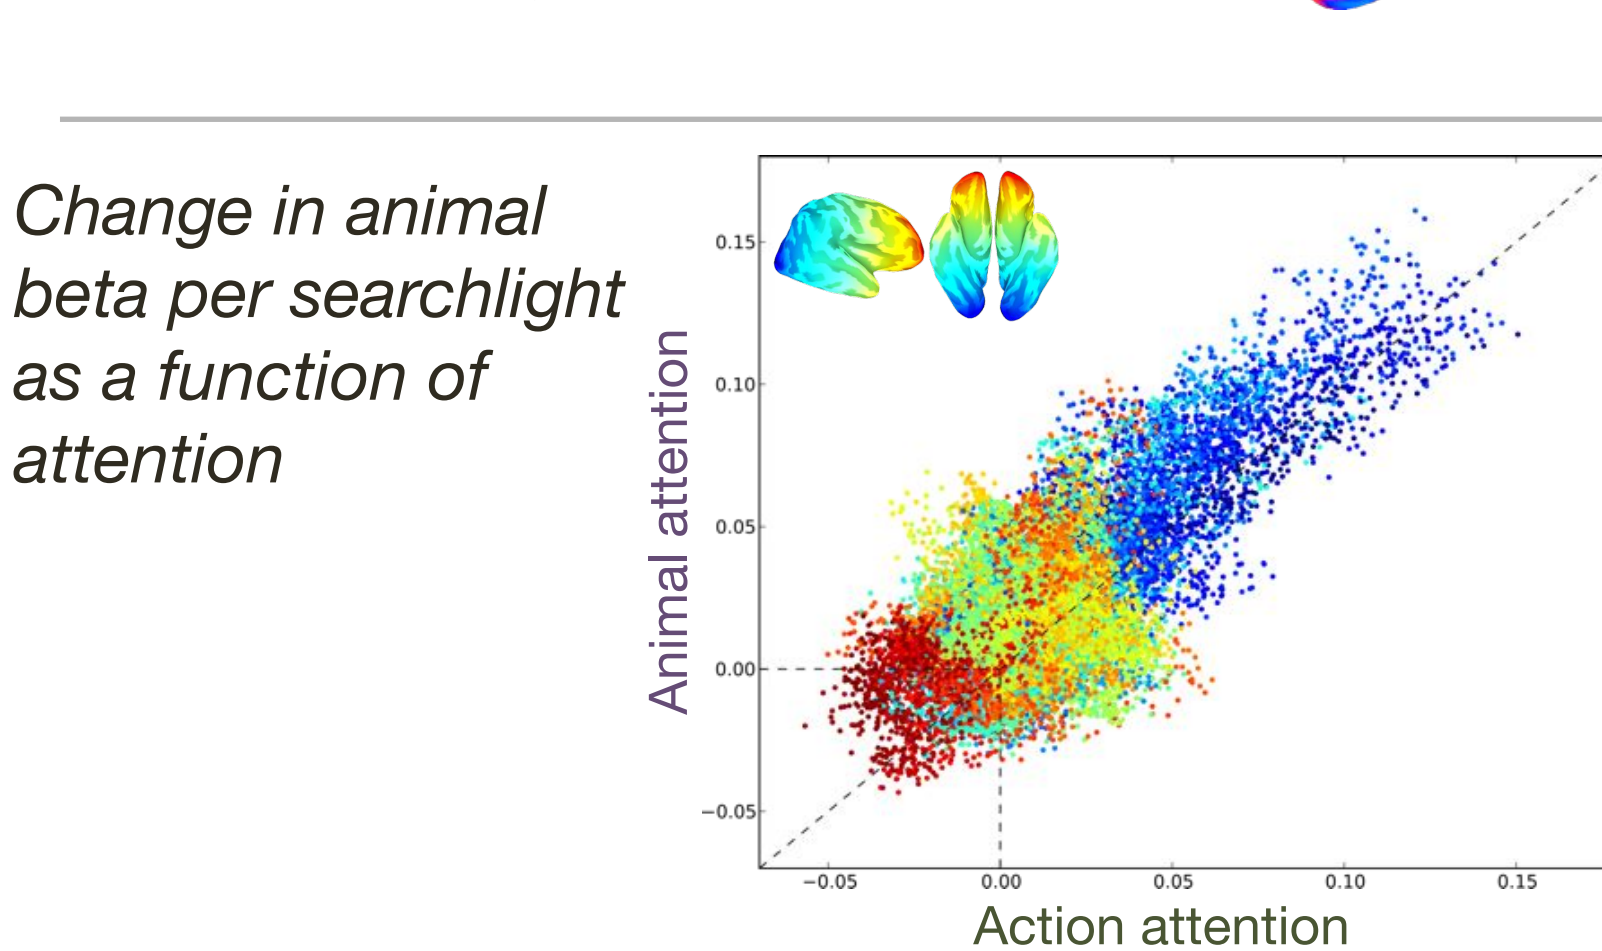 Change in animal
beta per searchlight
as a function of
attention
Animal attention
0.15
0.10
0.05
0.00
−0.05
−0.05 0.00 0.05 0.10 0.15
Action attention